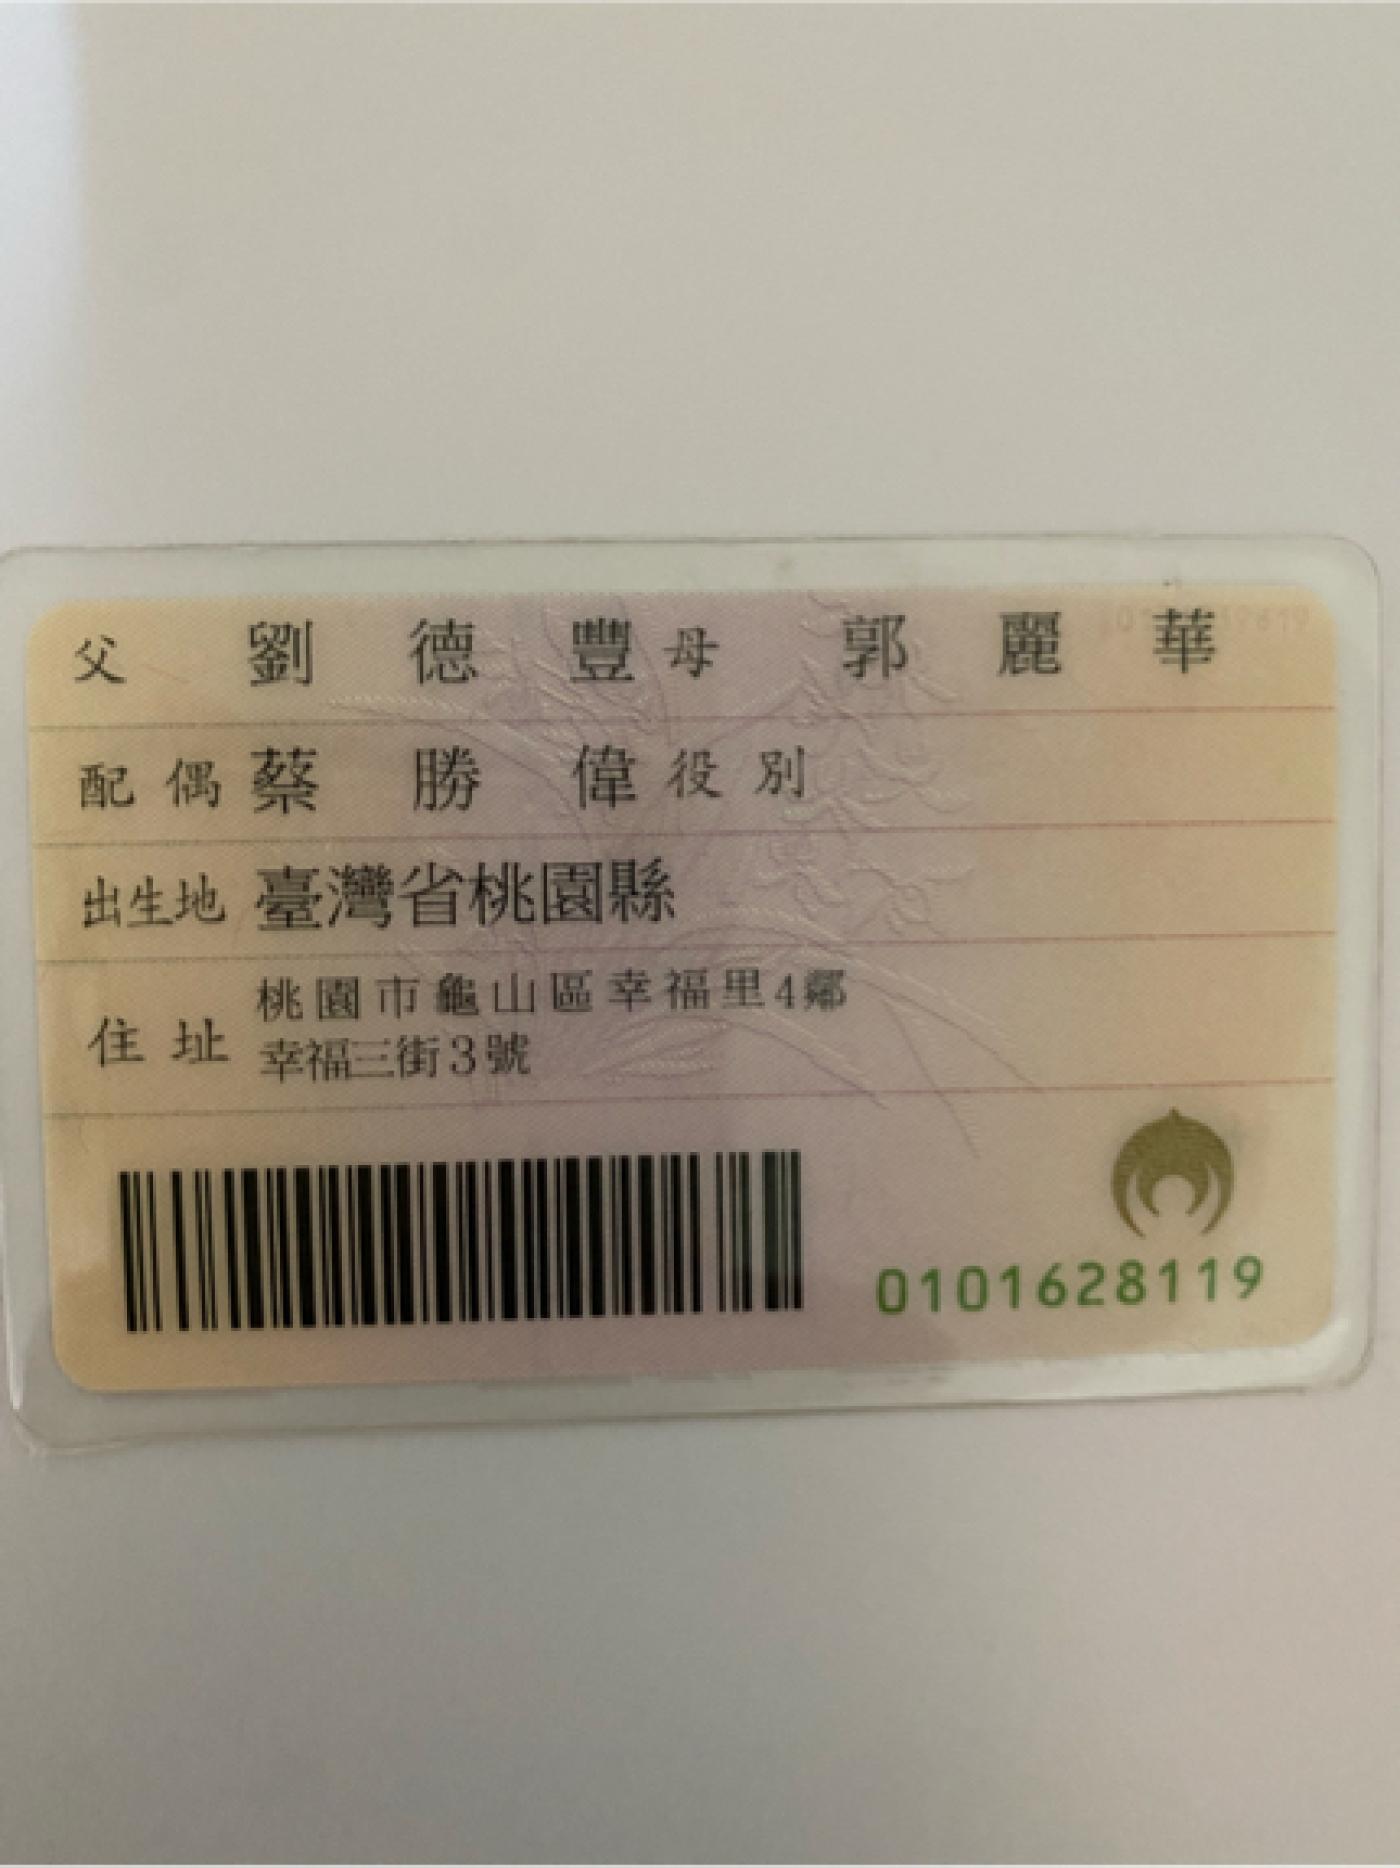 父 劉德豐 母 郭麗華
配偶 蔡勝偉 役別
出生地 臺灣省桃園縣
住址 桃園市龜山區幸福里4鄰
幸福三街3號
0101628119